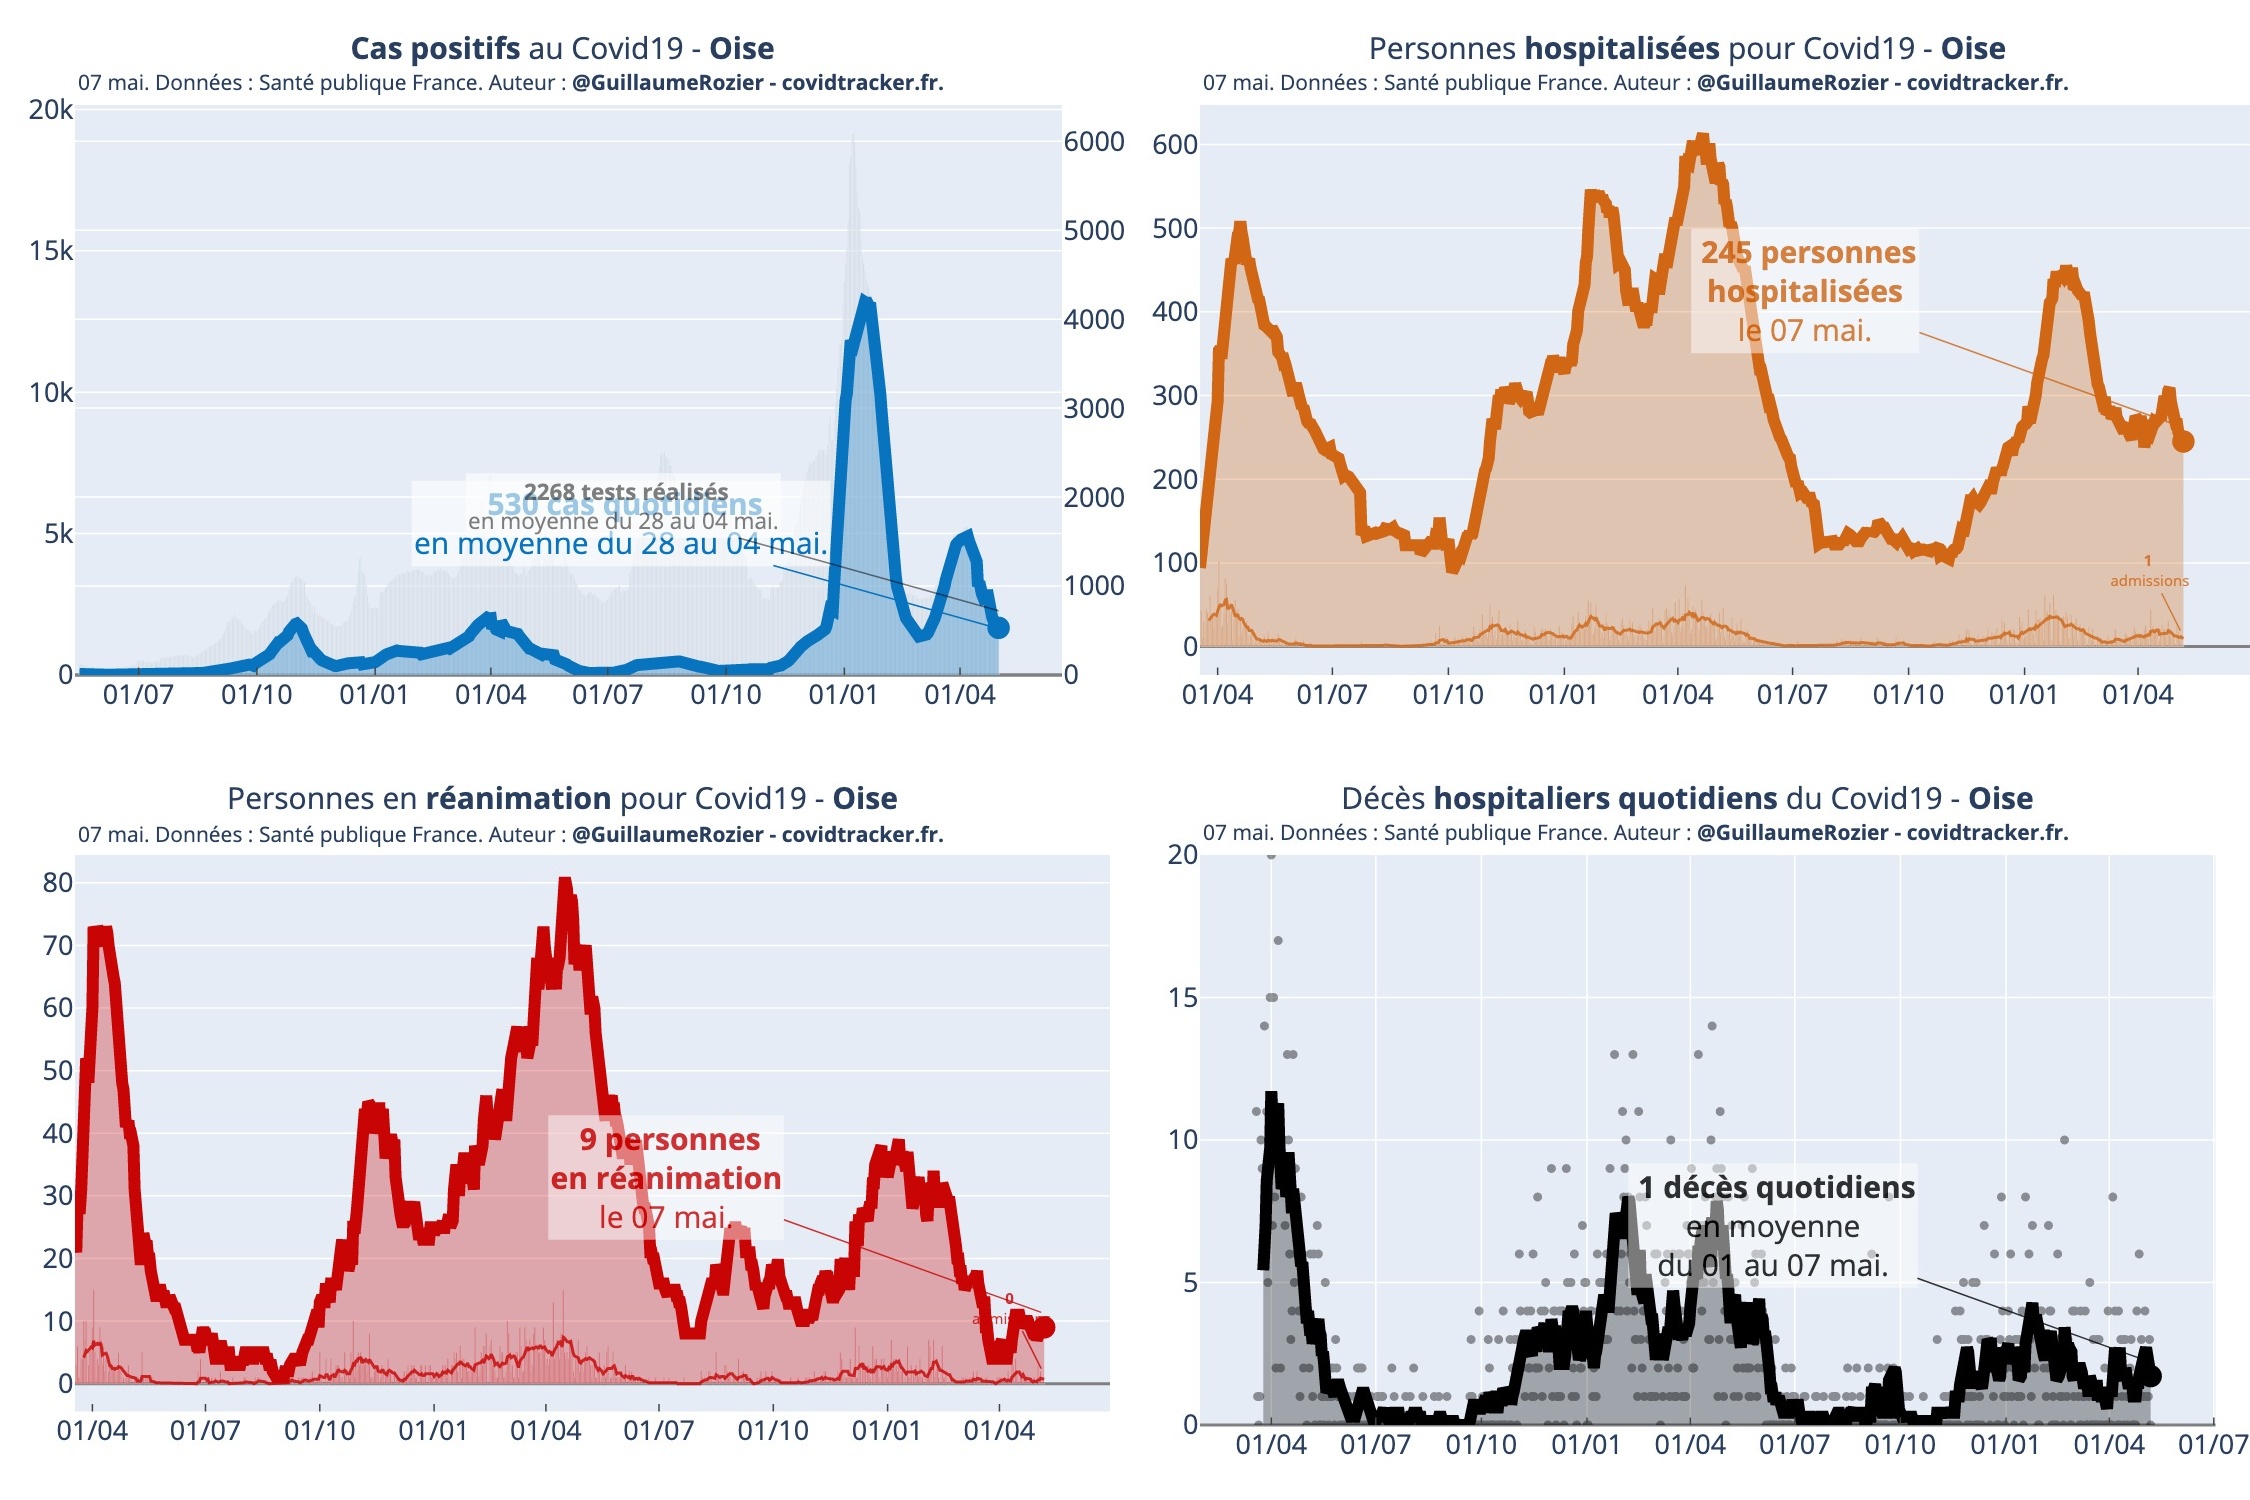 Cas positifs au Covid19 - Oise
07 mai. Données : Santé publique France. Auteur : @GuillaumeRozier - covidtracker.fr.
20k
15k
10k
5k
0
6000
5000
4000
3000
2000
1000
0
2268 tests réalisés
530 cas quotidiens
en moyenne du 28 au 04 mai.
en moyenne du 28 au 04 mai.
01/07 01/10 01/01 01/04 01/07 01/10 01/01 01/04
Personnes hospitalisées pour Covid19 - Oise
07 mai. Données : Santé publique France. Auteur : @GuillaumeRozier - covidtracker.fr.
600
500
400
300
200
100
0
245 personnes
hospitalisées
le 07 mai.
1
admissions
01/04 01/07 01/10 01/01 01/04 01/07 01/10 01/01 01/04
Personnes en réanimation pour Covid19 - Oise
07 mai. Données : Santé publique France. Auteur : @GuillaumeRozier - covidtracker.fr.
80
70
60
50
40
30
20
10
0
9 personnes
en réanimation
le 07 mai.
0
01/04 01/07 01/10 01/01 01/04 01/07 01/10 01/01 01/04
Décès hospitaliers quotidiens du Covid19 - Oise
07 mai. Données : Santé publique France. Auteur : @GuillaumeRozier - covidtracker.fr.
20
15
10
5
0
1 décès quotidiens
en moyenne
du 01 au 07 mai.
01/04 01/07 01/10 01/01 01/04 01/07 01/10 01/01 01/04 01/07